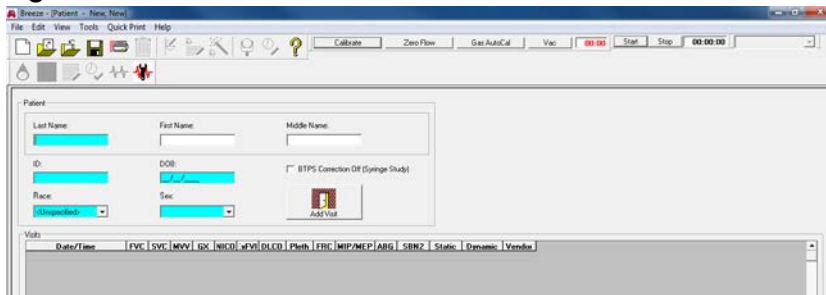 Breeze - [Patient - New, New]
File Edit View Tools Quick Print Help
Calibrate Zero Flow Gas AutoCal Vac 00:00 Start Stop 00:00:00
Patient
Last Name: First Name: Middle Name:
ID: DOB:
__/__/____
BTPS Correction Off (Syringe Study)
Race: Sex:
<Unspecified>
Add Visit
Visits
Date/Time FVC SVC MVV GX NICO xFVl DLCO Pleth FRC MIP/MEP ABG SBN2 Static Dynamic Vendor